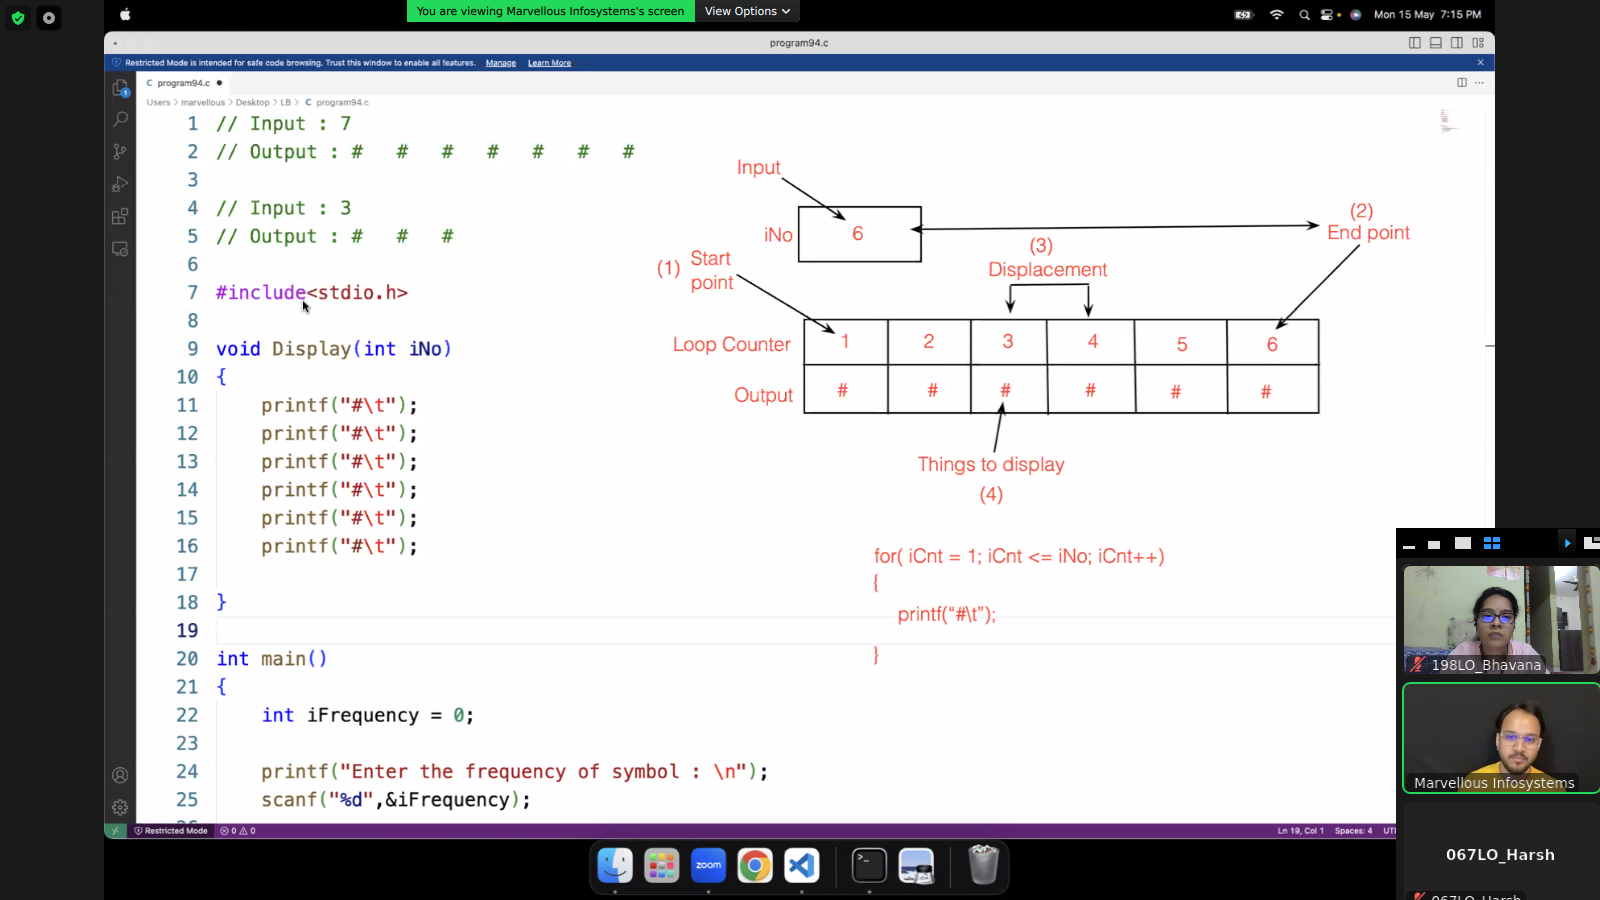 You are viewing Marvellous Infosystems's screen
View Options
Mon 15 May 7:15 PM
program94.c
Restricted Mode is intended for safe code browsing. Trust this window to enable all features. Manage Learn More
C program94.c
Users > marvellous > Desktop > LB > C program94.c
1 // Input : 7
2 // Output : # # # # # # #
3
4 // Input : 3
5 // Output : # # #
6
7 #include<stdio.h>
8
9 void Display(int iNo)
10 {
11 printf("#\t");
12 printf("#\t");
13 printf("#\t");
14 printf("#\t");
15 printf("#\t");
16 printf("#\t");
17
18 }
19
20 int main()
21 {
22 int iFrequency = 0;
23
24 printf("Enter the frequency of symbol : \n");
25 scanf("%d",&iFrequency);
Input
iNo 6
(2)
End point
(1) Start point
(3)
Displacement
Loop Counter 1 2 3 4 5 6
Output # # # # # #
Things to display
(4)
for( iCnt = 1; iCnt <= iNo; iCnt++)
{
printf("#\t");
}
198LO_Bhavana
Marvellous Infosystems
067LO_Harsh
067LO_Harsh
Restricted Mode 0 0
Ln 19, Col 1 Spaces: 4
zoom